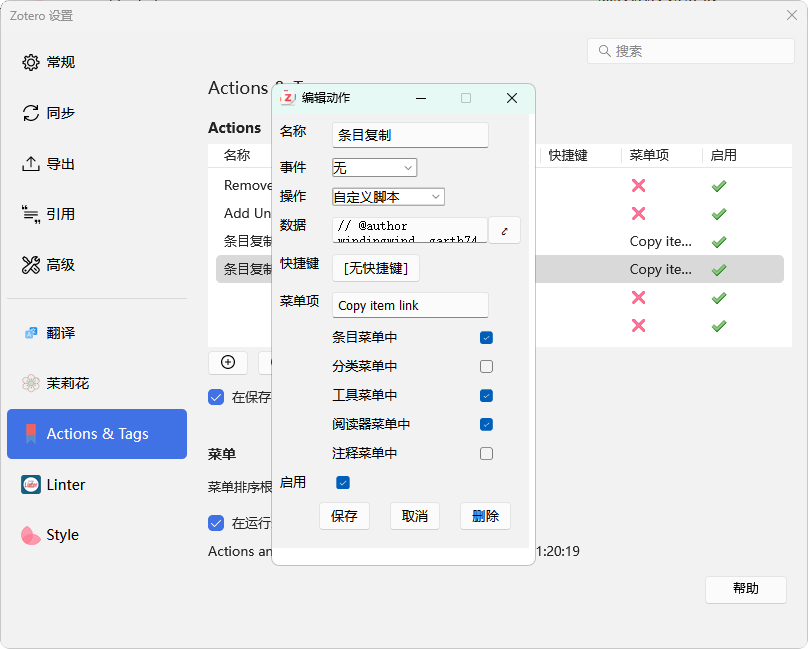 Zotero 设置
常规
同步
导出
引用
高级
翻译
茉莉花
Actions & Tags
Linter
Style
搜索
Actions
Actions
名称
快捷键
菜单项
启用
Remove
Add Un
条目复制
Copy ite...
条目复制
Copy ite...
在保存
菜单
菜单排序根
在运行
Actions an
1:20:19
帮助
编辑动作
名称
条目复制
事件
无
操作
自定义脚本
数据
// @author
windingwind, garth74
快捷键
[无快捷键]
菜单项
Copy item link
条目菜单中
分类菜单中
工具菜单中
阅读器菜单中
注释菜单中
启用
保存
取消
删除